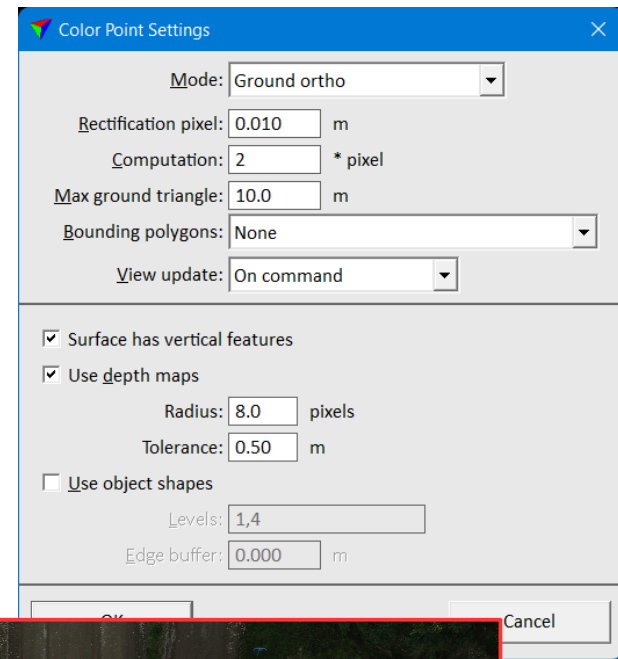 Color Point Settings
Mode: Ground ortho
Rectification pixel: 0.010 m
Computation: 2 * pixel
Max ground triangle: 10.0 m
Bounding polygons: None
View update: On command
Surface has vertical features
Use depth maps
Radius: 8.0 pixels
Tolerance: 0.50 m
Use object shapes
Levels: 1,4
Edge buffer: 0.000 m
Cancel